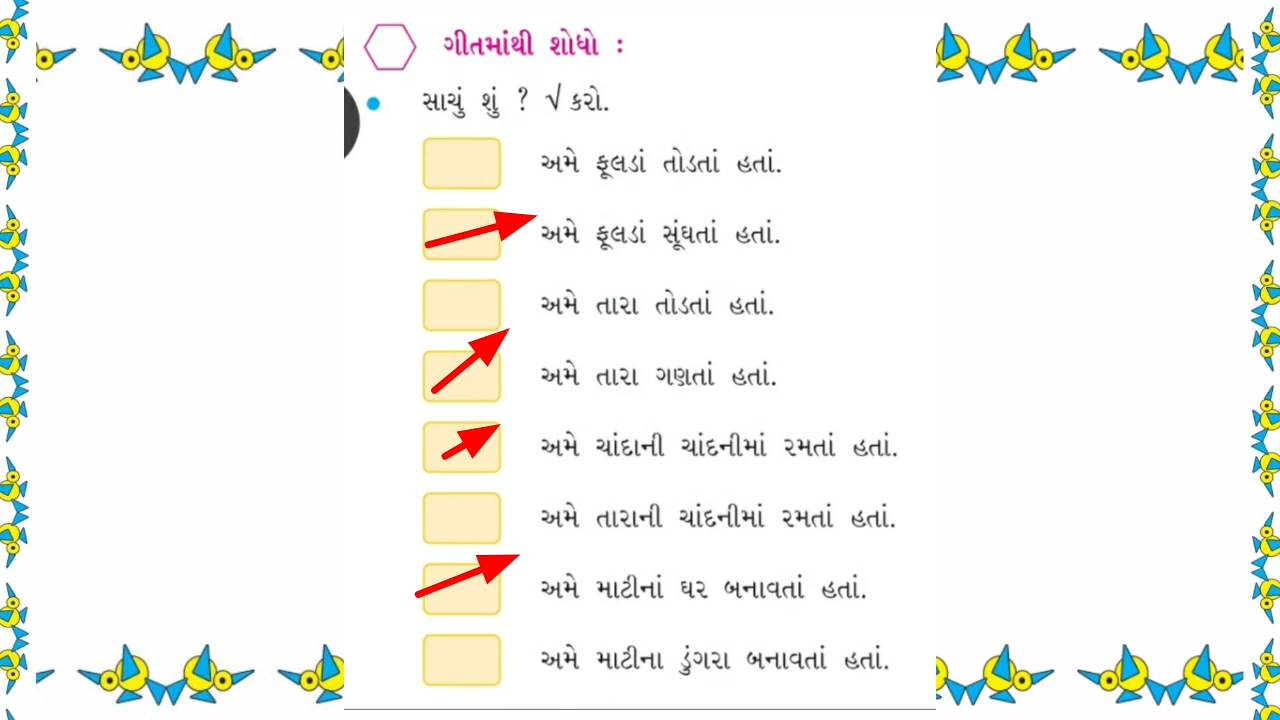 ગીતમાંથી શોધો :
સાચું શું ? √ કરો.
અમે ફૂલડાં તોડતાં હતાં.
અમે ફૂલડાં સૂંઘતાં હતાં.
અમે તારા તોડતાં હતાં.
અમે તારા ગણતાં હતાં.
અમે ચાંદાની ચાંદનીમાં રમતાં હતાં.
અમે તારાની ચાંદનીમાં રમતાં હતાં.
અમે માટીનાં ઘર બનાવતાં હતાં.
અમે માટીના ડુંગરા બનાવતાં હતાં.